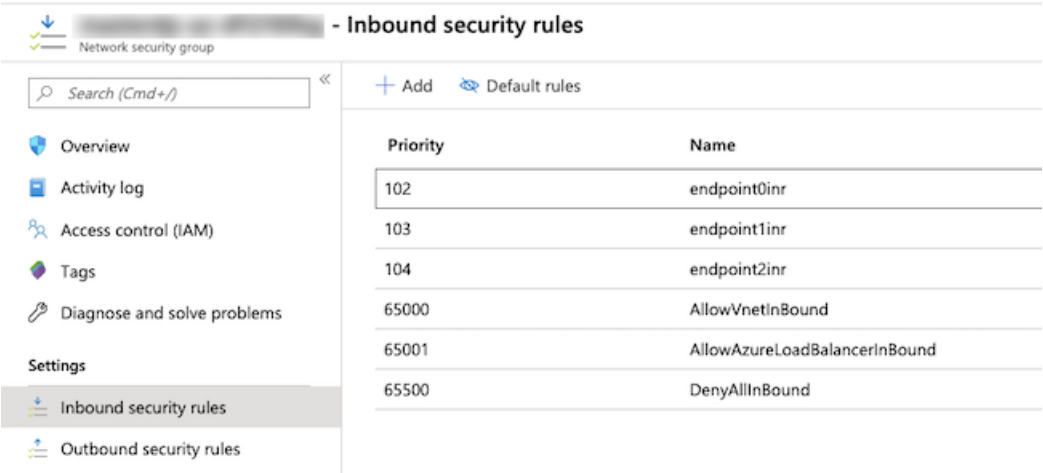 - Inbound security rules
Network security group
«
Search (Cmd+/)
Overview
Activity log
Access control (IAM)
Tags
Diagnose and solve problems
Settings
Inbound security rules
Outbound security rules
+ Add Default rules
Priority Name
102 endpoint0inr
103 endpoint1inr
104 endpoint2inr
65000 AllowVnetInBound
65001 AllowAzureLoadBalancerInBound
65500 DenyAllInBound